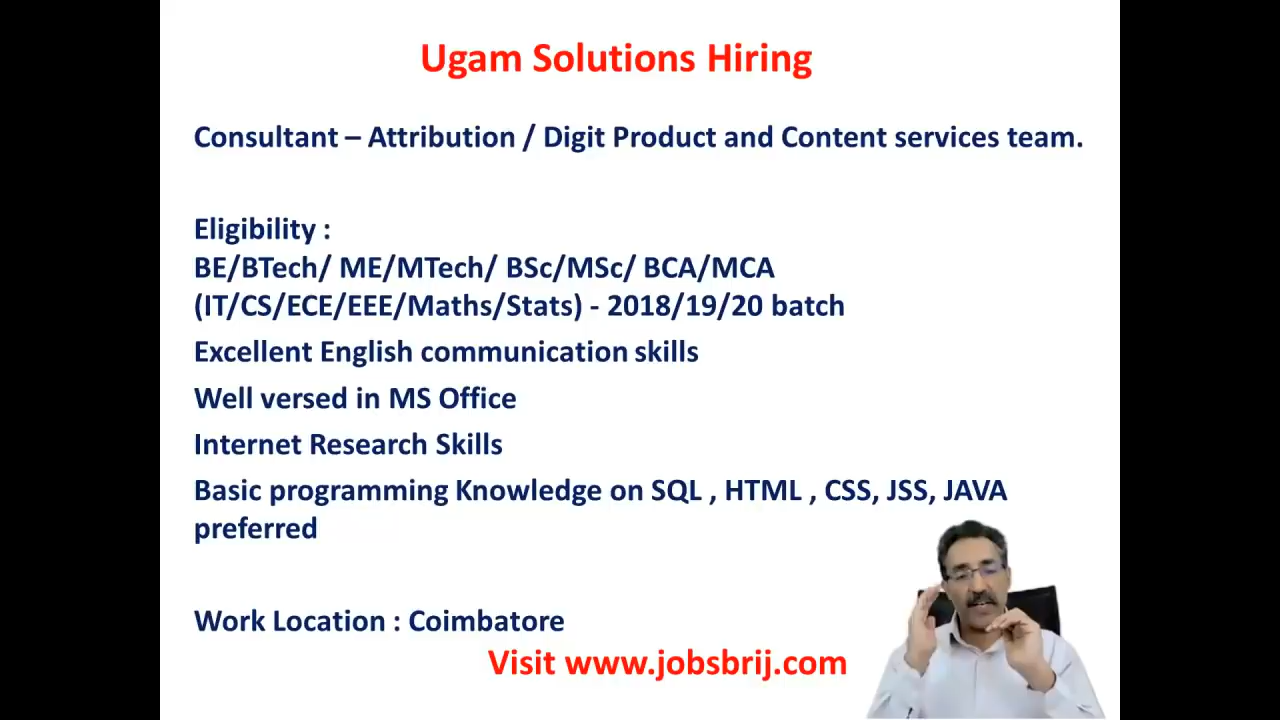 Ugam Solutions Hiring
Consultant – Attribution / Digit Product and Content services team.
Eligibility :
BE/BTech/ ME/MTech/ BSc/MSc/ BCA/MCA
(IT/CS/ECE/EEE/Maths/Stats) - 2018/19/20 batch
Excellent English communication skills
Well versed in MS Office
Internet Research Skills
Basic programming Knowledge on SQL , HTML , CSS, JSS, JAVA
preferred
Work Location : Coimbatore
Visit www.jobsbrij.com